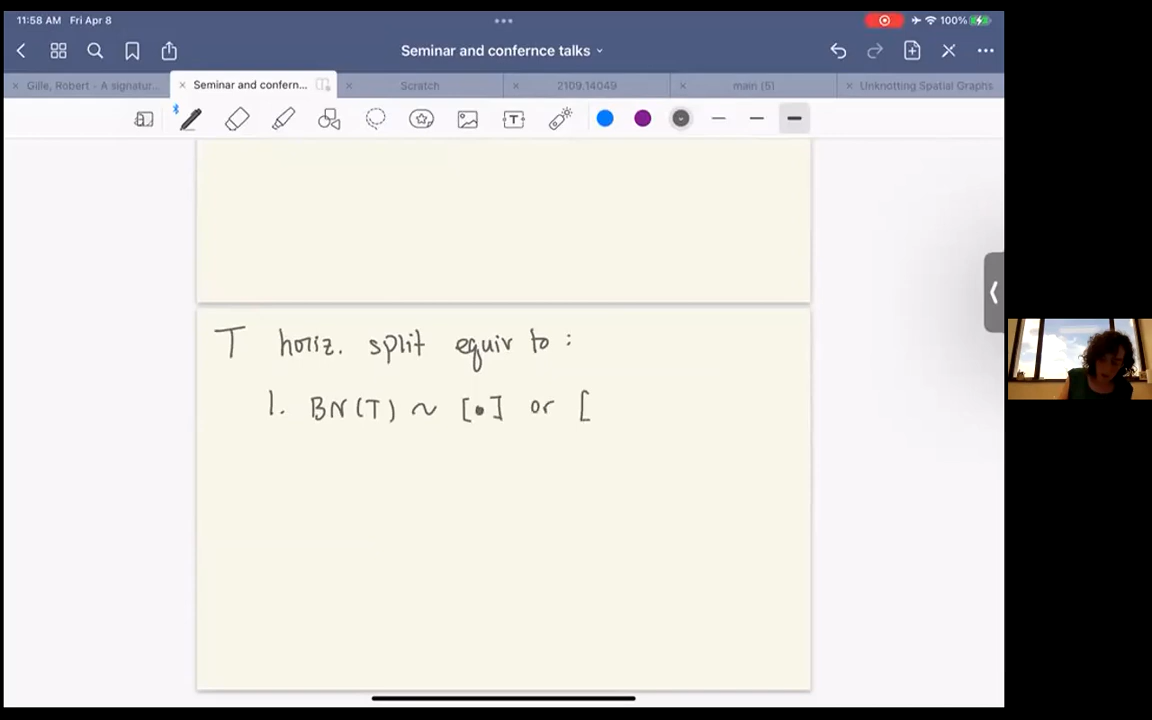 11:58 AM Fri Apr 8
100%
Seminar and confernce talks
Gille, Robert - A signatur...
Seminar and confern...
Scratch
2109.14049
main (5)
Unknotting Spatial Graphs
T horiz. split equiv to :
1. BN(T) ~ [•] or [